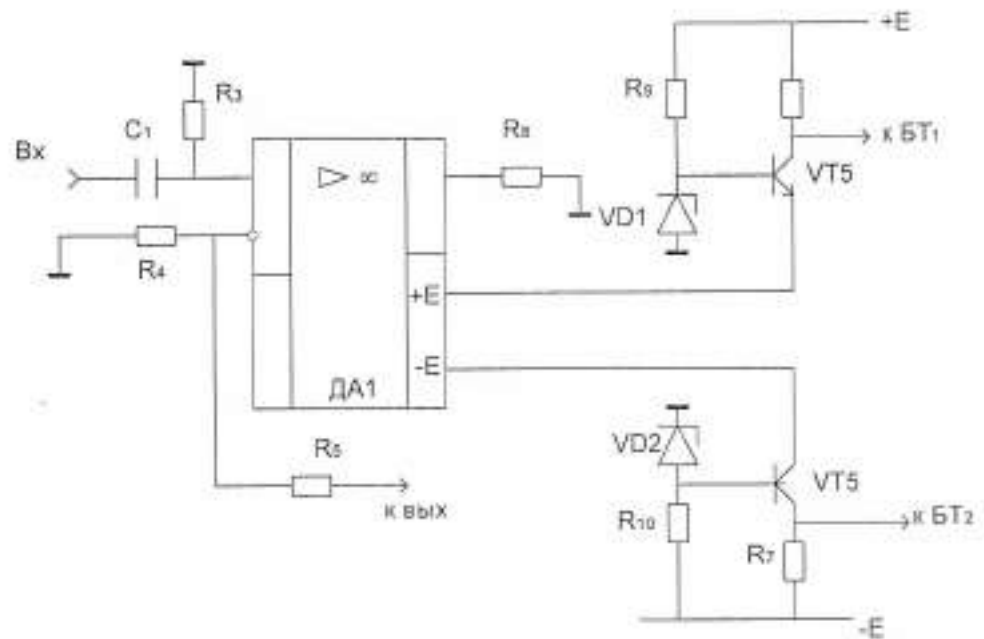 +E
R9
R3
C1
Вх
▷ ∞
R8
к БТ1
VT5
VD1
R4
+E
-E
ДА1
R5
к вых
VD2
VT5
R10
к БТ2
R7
-E